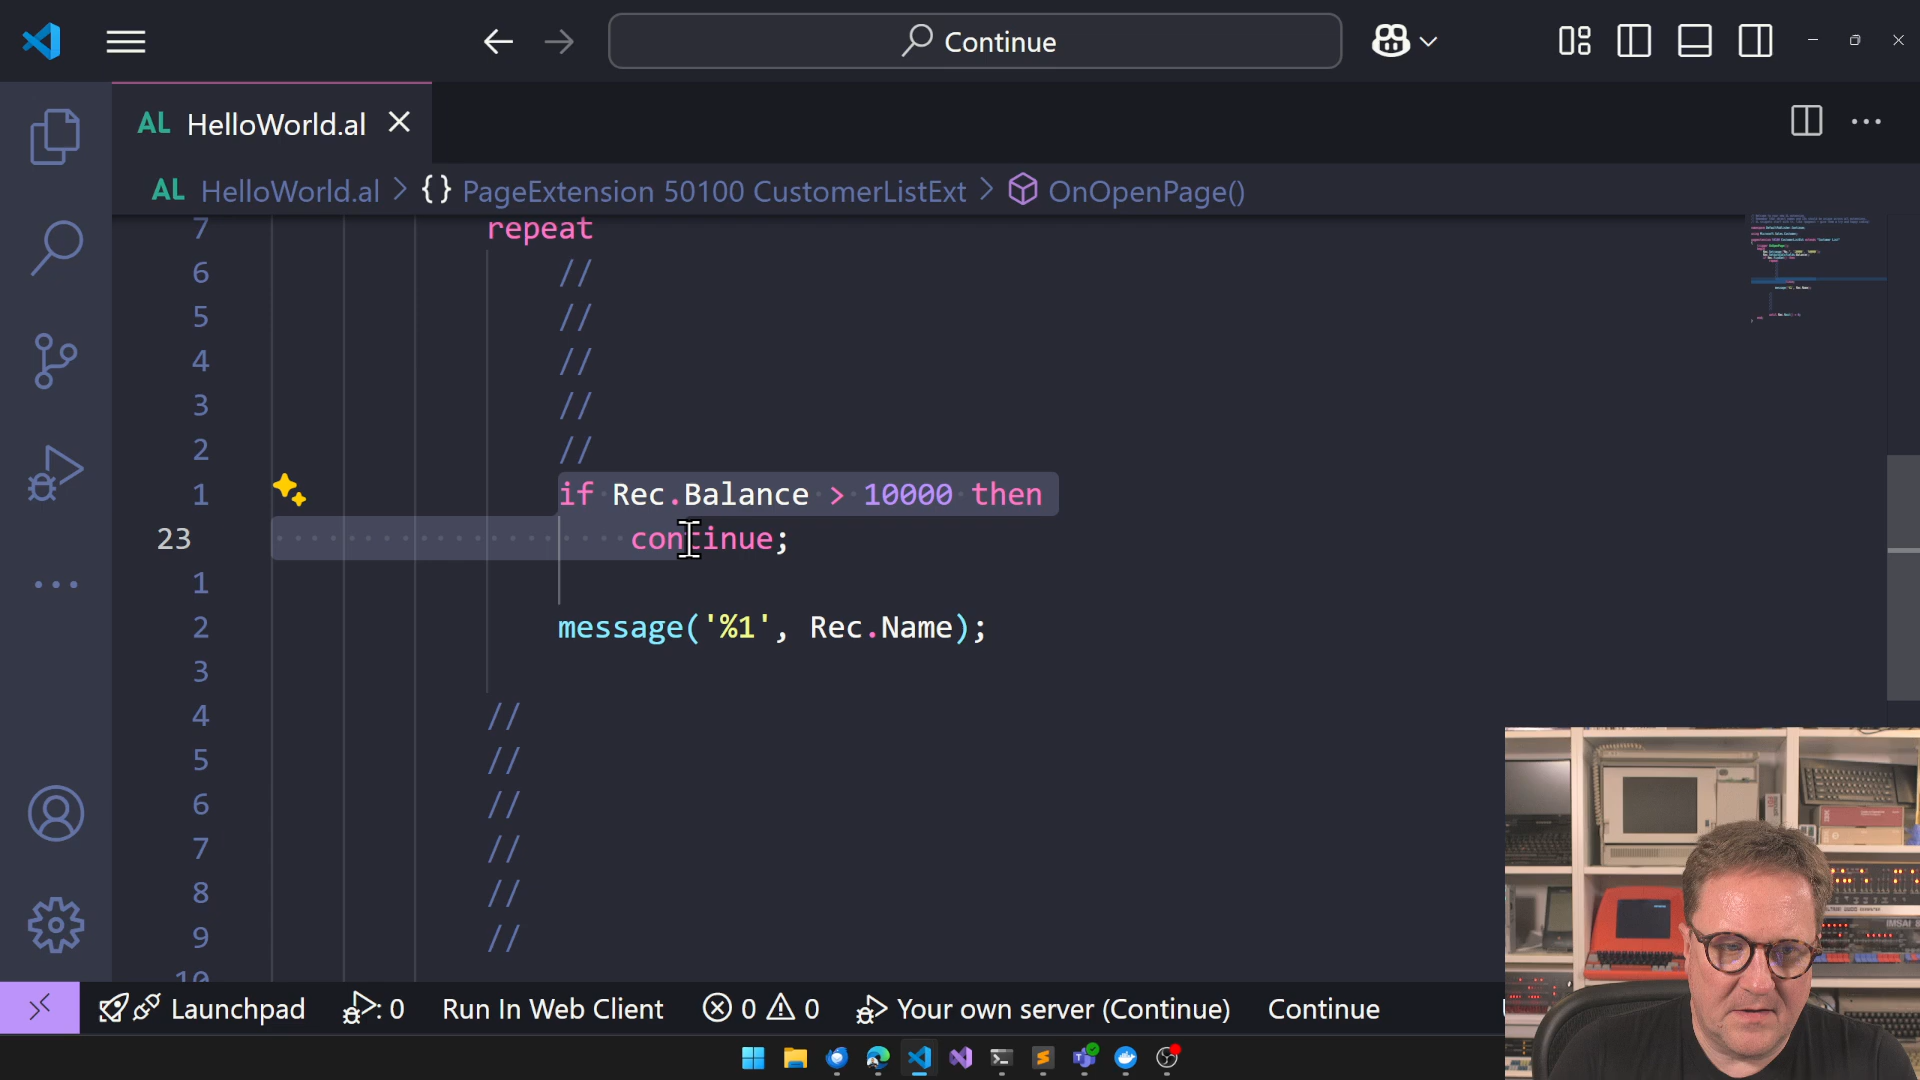 Continue
AL HelloWorld.al
AL HelloWorld.al > {} PageExtension 50100 CustomerListExt > OnOpenPage()
7 repeat
6 //
5 //
4 //
3 //
2 //
1 if Rec.Balance > 10000 then
23 continue;
1
2 message('%1', Rec.Name);
3
4 //
5 //
6 //
7 //
8 //
9 //
10
Launchpad : 0 Run In Web Client 0 0 Your own server (Continue) Continue